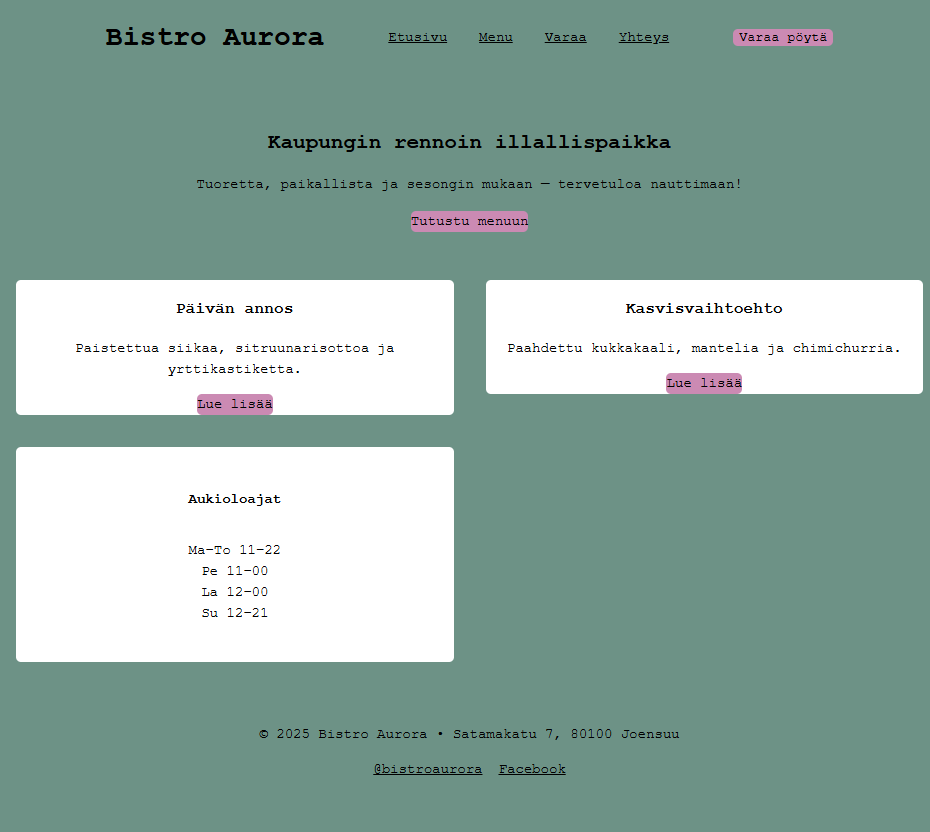 Bistro Aurora
Etusivu Menu Varaa Yhteys
Varaa pöytä
Kaupungin rennoin illallispaikka
Tuoretta, paikallista ja sesongin mukaan — tervetuloa nauttimaan!
Tutustu menuun
Päivän annos
Paistettua siikaa, sitruunarisottoa ja
yrttikastiketta.
Lue lisää
Kasvisvaihtoehto
Paahdettu kukkakaali, mantelia ja chimichurria.
Lue lisää
Aukioloajat
Ma–To 11–22
Pe 11–00
La 12–00
Su 12–21
© 2025 Bistro Aurora • Satamakatu 7, 80100 Joensuu
@bistroaurora Facebook